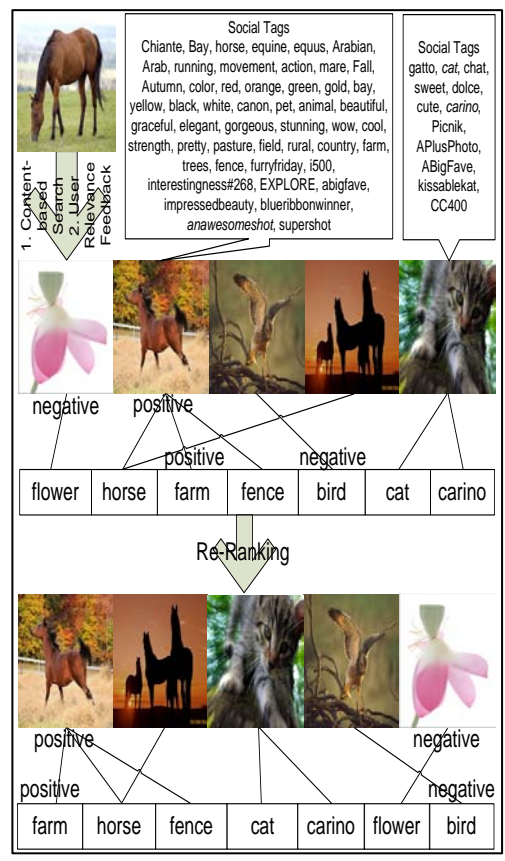 Social Tags
Chiante, Bay, horse, equine, equus, Arabian,
Arab, running, movement, action, mare, Fall,
Autumn, color, red, orange, green, gold, bay,
yellow, black, white, canon, pet, animal, beautiful,
graceful, elegant, gorgeous, stunning, wow, cool,
strength, pretty, pasture, field, rural, country, farm,
trees, fence, furryfriday, i500,
interestingness#268, EXPLORE, abigfave,
impressedbeauty, blueribbonwinner,
anawesomeshot, supershot
Social Tags
gatto, cat, chat,
sweet, dolce,
cute, carino,
Picnik,
APlusPhoto,
ABigFave,
kissablekat,
CC400
1. Content-
based
Search
2. User
Relevance
Feedback
negative
positive
positive
negative
flower
horse
farm
fence
bird
cat
carino
Re-Ranking
positive
negative
positive
negative
farm
horse
fence
cat
carino
flower
bird